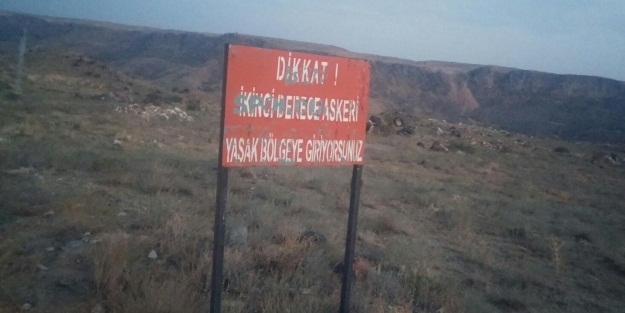 DİKKAT !
İKİNCİ DERECE ASKERİ
YASAK BÖLGEYE GİRİYORSUNUZ